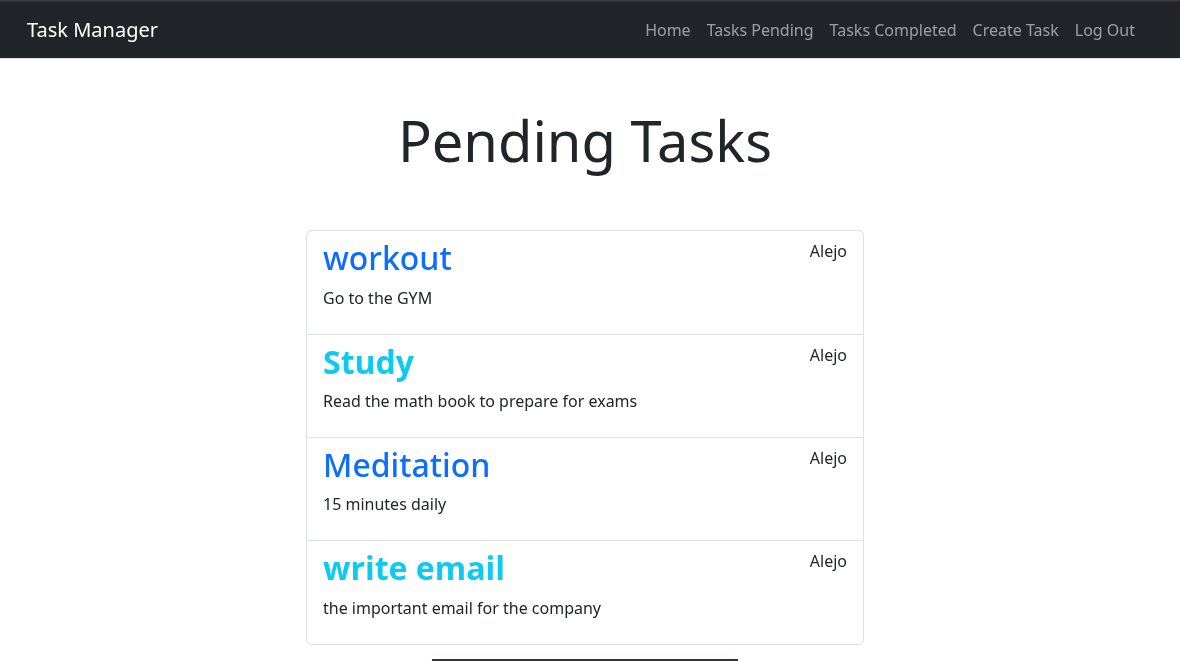 Task Manager Home Tasks Pending Tasks Completed Create Task Log Out
Pending Tasks
workout Alejo
Go to the GYM
Study Alejo
Read the math book to prepare for exams
Meditation Alejo
15 minutes daily
write email Alejo
the important email for the company